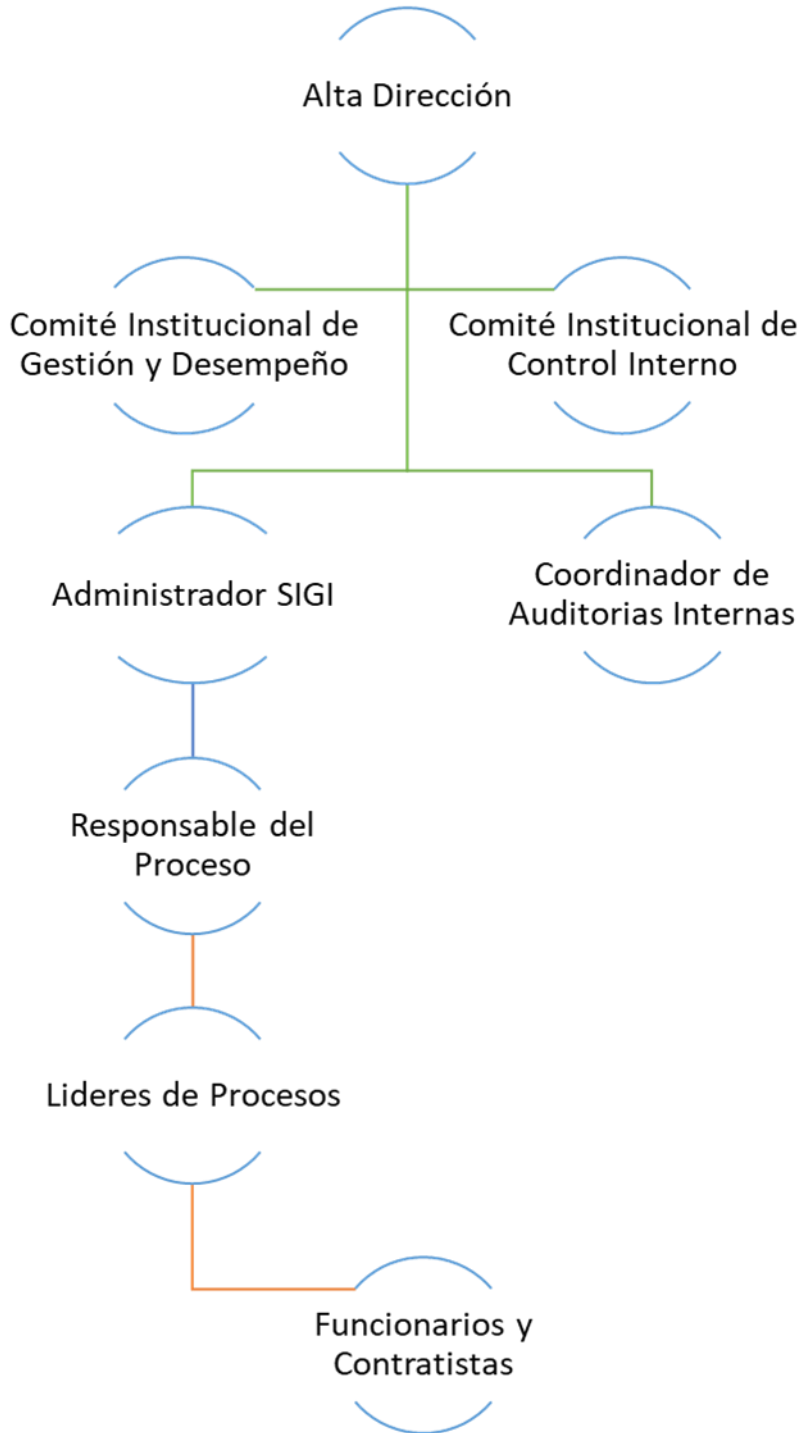 Alta Dirección
Comité Institucional de
Gestión y Desempeño
Comité Institucional de
Control Interno
Administrador SIGI
Coordinador de
Auditorias Internas
Responsable del
Proceso
Lideres de Procesos
Funcionarios y
Contratistas